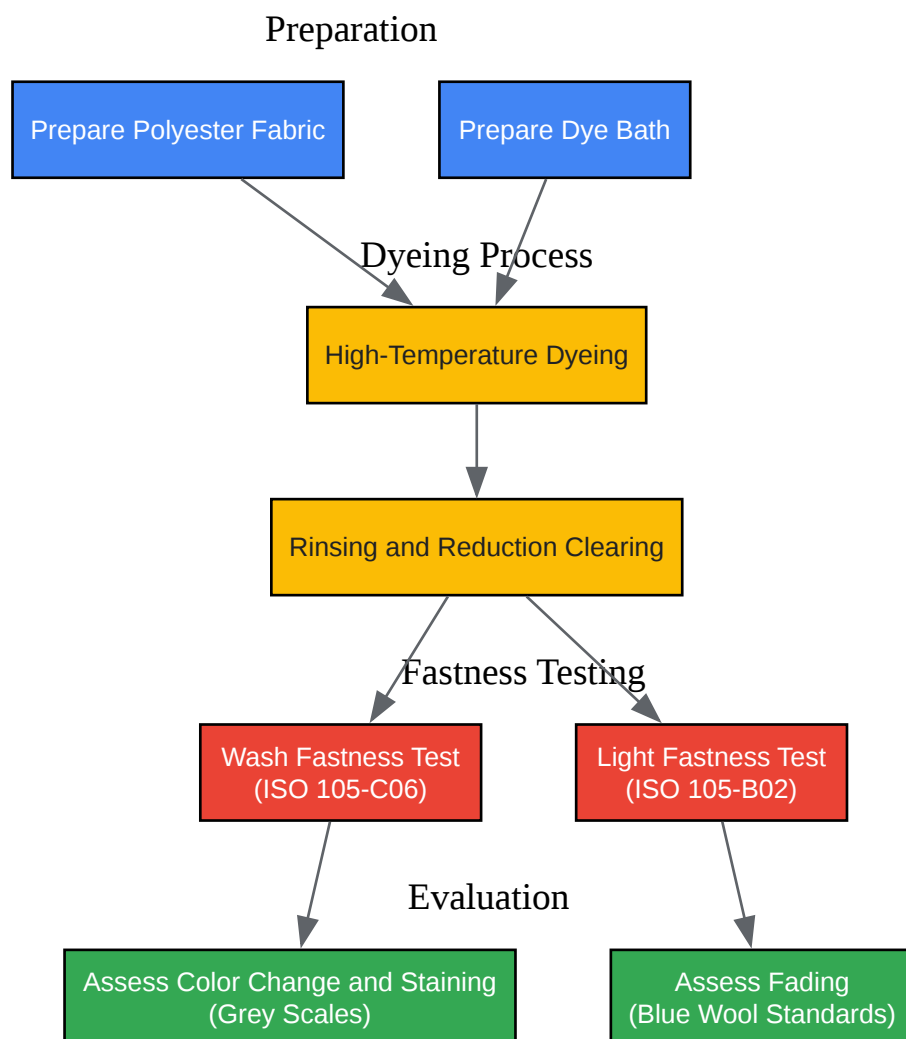 Preparation
Prepare Polyester Fabric
Prepare Dye Bath
Dyeing Process
High-Temperature Dyeing
Rinsing and Reduction Clearing
Fastness Testing
Wash Fastness Test
(ISO 105-C06)
Light Fastness Test
(ISO 105-B02)
Evaluation
Assess Color Change and Staining
(Grey Scales)
Assess Fading
(Blue Wool Standards)